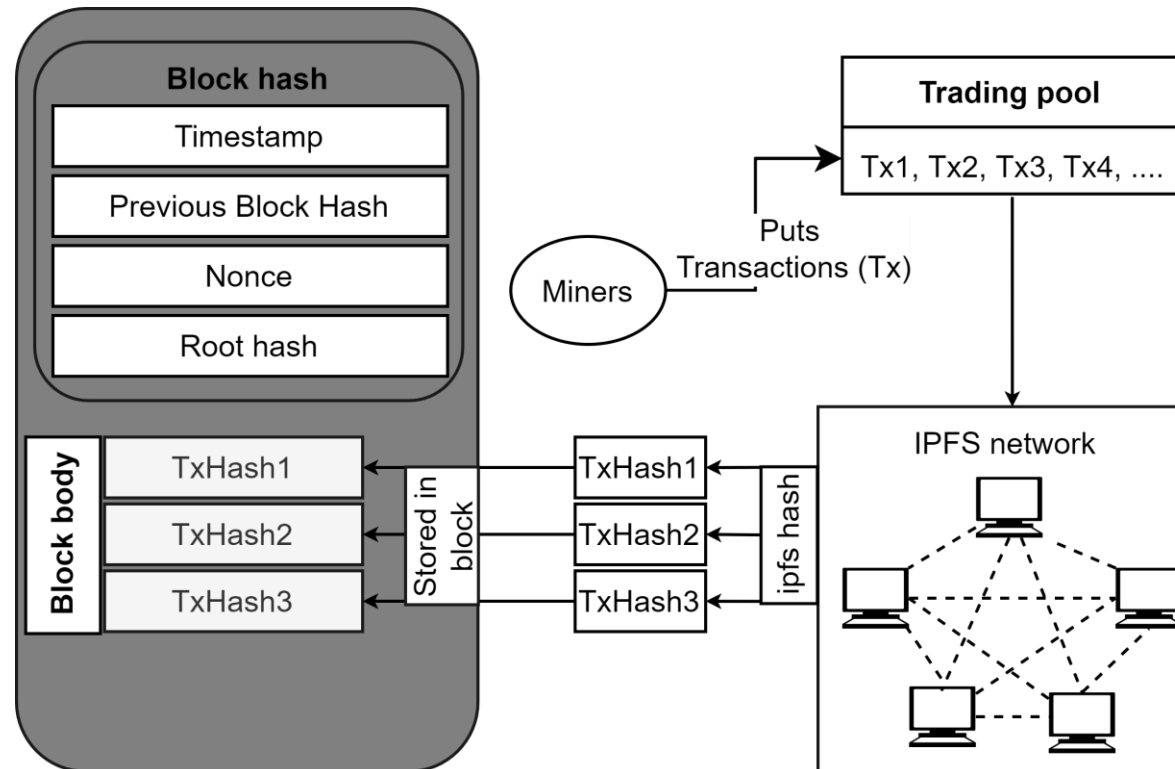 Block hash
Timestamp
Previous Block Hash
Nonce
Root hash
Block body
TxHash1
TxHash2
TxHash3
Stored in
block
TxHash1
TxHash2
TxHash3
ipfs hash
Miners
Puts
Transactions (Tx)
Trading pool
Tx1, Tx2, Tx3, Tx4, ....
IPFS network